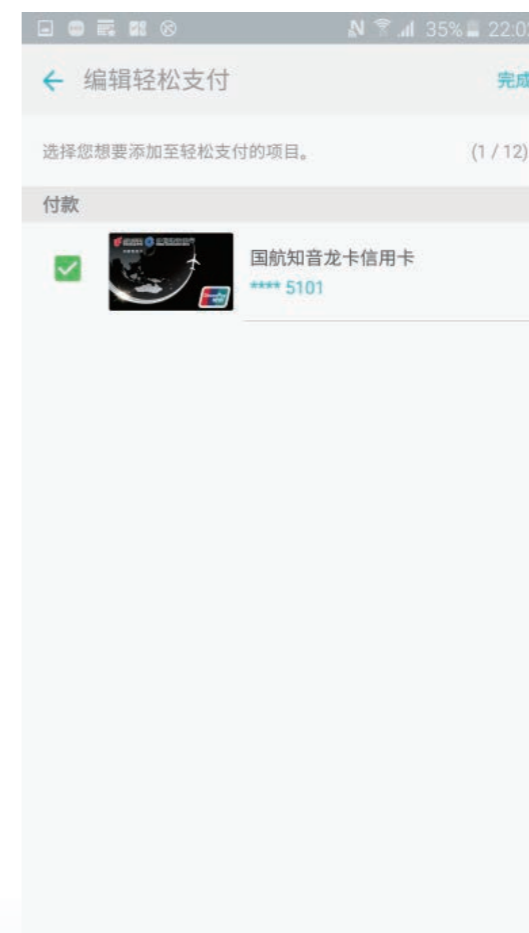 35% 22:0
编辑轻松支付
完成
选择您想要添加至轻松支付的项目。
(1 / 12)
付款
国航知音龙卡信用卡
**** 5101